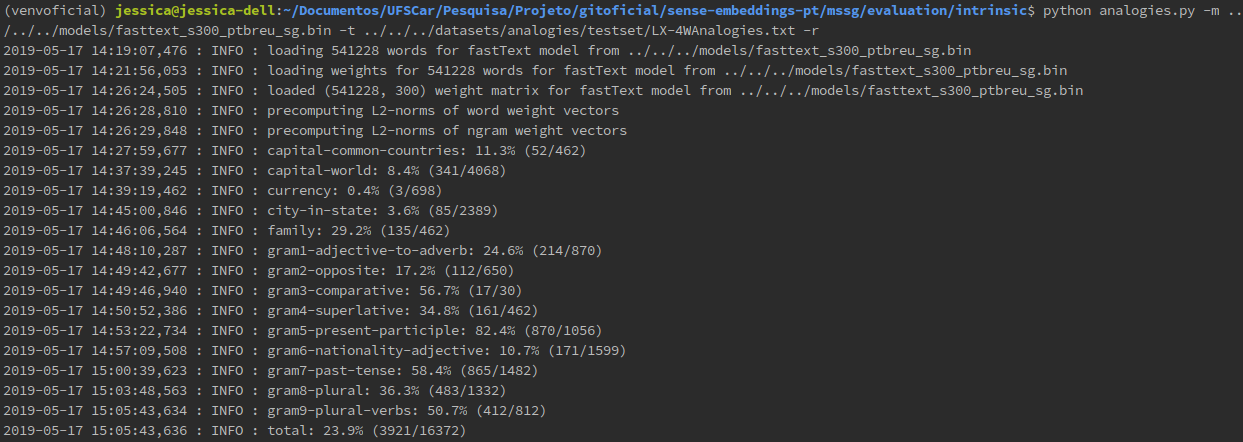 (venvoficial) jessica@jessica-dell:~/Documentos/UFSCar/Pesquisa/Projeto/gitoficial/sense-embeddings-pt/mssg/evaluation/intrinsic$ python analogies.py -m ..
/../../models/fasttext_s300_ptbreu_sg.bin -t ../../../datasets/analogies/testset/LX-4WAnalogies.txt -r
2019-05-17 14:19:07,476 : INFO : loading 541228 words for fastText model from ../../../models/fasttext_s300_ptbreu_sg.bin
2019-05-17 14:21:56,053 : INFO : loading weights for 541228 words for fastText model from ../../../models/fasttext_s300_ptbreu_sg.bin
2019-05-17 14:26:24,505 : INFO : loaded (541228, 300) weight matrix for fastText model from ../../../models/fasttext_s300_ptbreu_sg.bin
2019-05-17 14:26:28,810 : INFO : precomputing L2-norms of word weight vectors
2019-05-17 14:26:29,848 : INFO : precomputing L2-norms of ngram weight vectors
2019-05-17 14:27:59,677 : INFO : capital-common-countries: 11.3% (52/462)
2019-05-17 14:37:39,245 : INFO : capital-world: 8.4% (341/4068)
2019-05-17 14:39:19,462 : INFO : currency: 0.4% (3/698)
2019-05-17 14:45:00,846 : INFO : city-in-state: 3.6% (85/2389)
2019-05-17 14:46:06,564 : INFO : family: 29.2% (135/462)
2019-05-17 14:48:10,287 : INFO : gram1-adjective-to-adverb: 24.6% (214/870)
2019-05-17 14:49:42,677 : INFO : gram2-opposite: 17.2% (112/650)
2019-05-17 14:49:46,940 : INFO : gram3-comparative: 56.7% (17/30)
2019-05-17 14:50:52,386 : INFO : gram4-superlative: 34.8% (161/462)
2019-05-17 14:53:22,734 : INFO : gram5-present-participle: 82.4% (870/1056)
2019-05-17 14:57:09,508 : INFO : gram6-nationality-adjective: 10.7% (171/1599)
2019-05-17 15:00:39,623 : INFO : gram7-past-tense: 58.4% (865/1482)
2019-05-17 15:03:48,563 : INFO : gram8-plural: 36.3% (483/1332)
2019-05-17 15:05:43,634 : INFO : gram9-plural-verbs: 50.7% (412/812)
2019-05-17 15:05:43,636 : INFO : total: 23.9% (3921/16372)